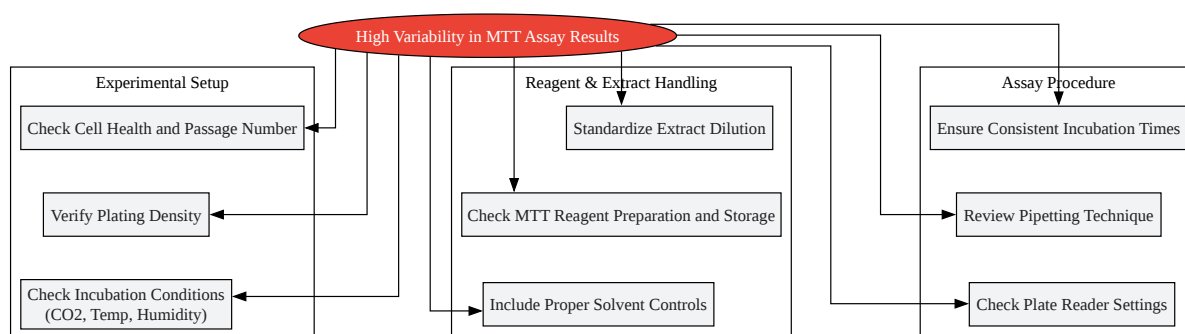 High Variability in MTT Assay Results
Experimental Setup
Check Cell Health and Passage Number
Verify Plating Density
Check Incubation Conditions
(CO2, Temp, Humidity)
Reagent & Extract Handling
Standardize Extract Dilution
Check MTT Reagent Preparation and Storage
Include Proper Solvent Controls
Assay Procedure
Ensure Consistent Incubation Times
Review Pipetting Technique
Check Plate Reader Settings